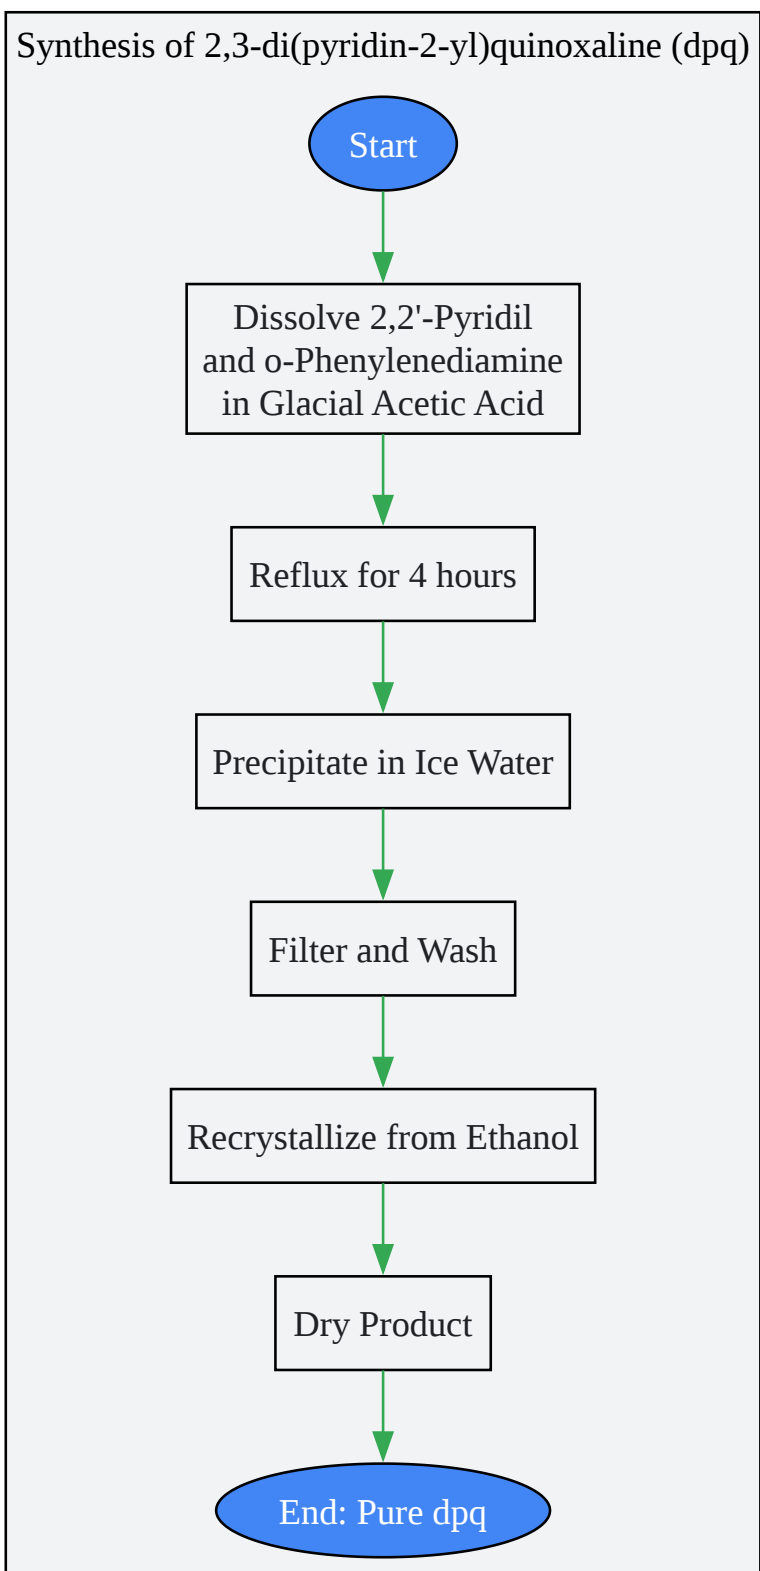 Synthesis of 2,3-di(pyridin-2-yl)quinoxaline (dpq)
Start
Dissolve 2,2'-Pyridil
and o-Phenylenediamine
in Glacial Acetic Acid
Reflux for 4 hours
Precipitate in Ice Water
Filter and Wash
Recrystallize from Ethanol
Dry Product
End: Pure dpq